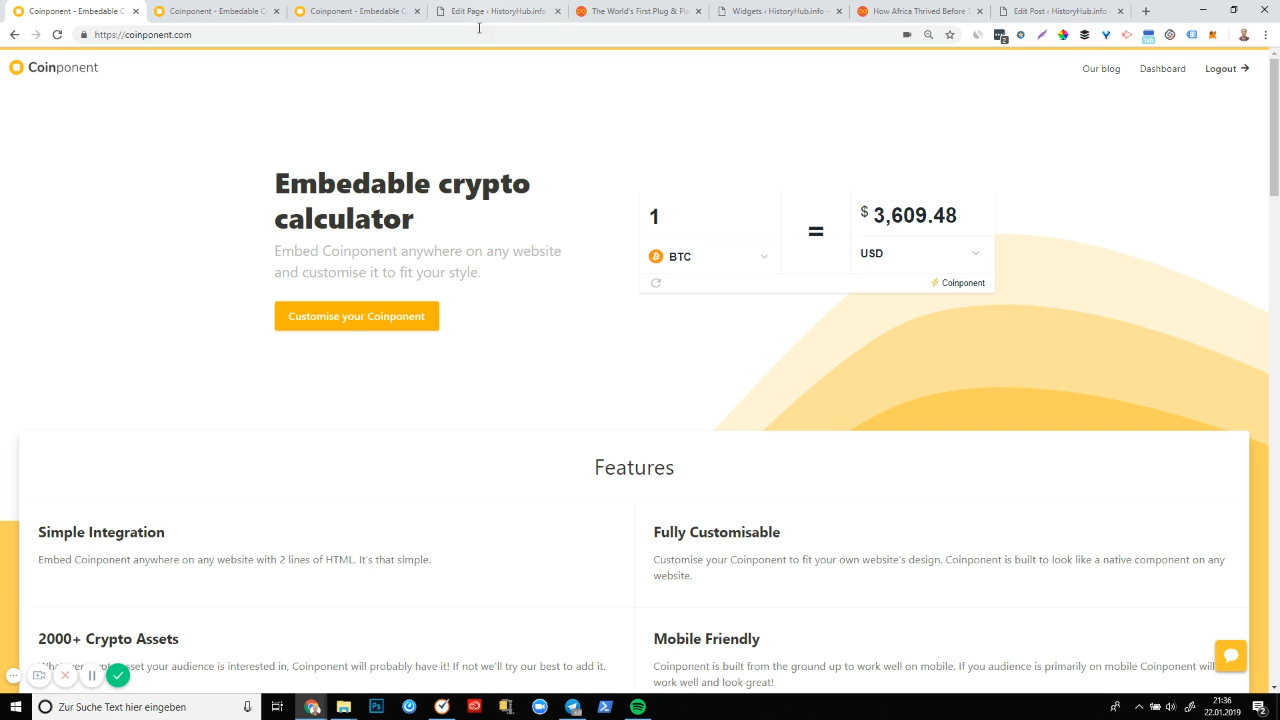 Coinponent - Embedable C
Coinponent - Embedable C
Coinponent - Embedable C
Edit Page ‹ HistoryHub.info
The World's First Plug & Pla
Widgets ‹ HistoryHub.info –
How Africa Thrived Before T
Edit Post ‹ HistoryHub.info –
https://coinponent.com
Coinponent
Our blog
Dashboard
Logout →
Embedable crypto
calculator
Embed Coinponent anywhere on any website
and customise it to fit your style.
Customise your Coinponent
1
BTC
=
$ 3,609.48
USD
Coinponent
Features
Simple Integration
Embed Coinponent anywhere on any website with 2 lines of HTML. It's that simple.
Fully Customisable
Customise your Coinponent to fit your own website's design. Coinponent is built to look like a native component on any
website.
2000+ Crypto Assets
set your audience is interested in, Coinponent will probably have it! If not we'll try our best to add it.
Mobile Friendly
Coinponent is built from the ground up to work well on mobile. If you audience is primarily on mobile Coinponent will
work well and look great!
Zur Suche Text hier eingeben
21:36
22.01.2019
2